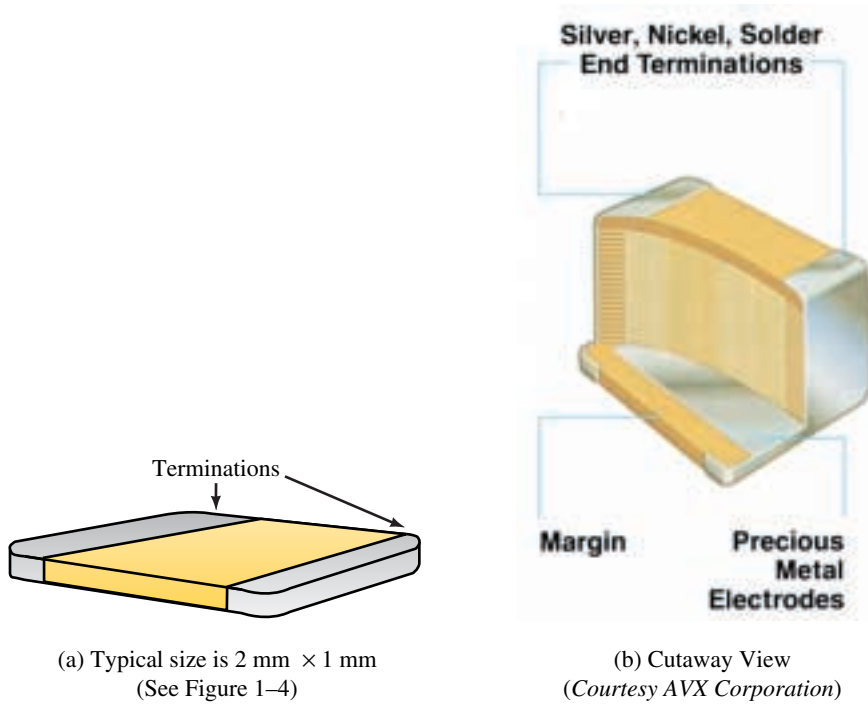 Silver, Nickel, Solder
End Terminations
Terminations
Margin
Precious
Metal
Electrodes
(a) Typical size is 2 mm × 1 mm
(See Figure 1–4)
(b) Cutaway View
(Courtesy AVX Corporation)